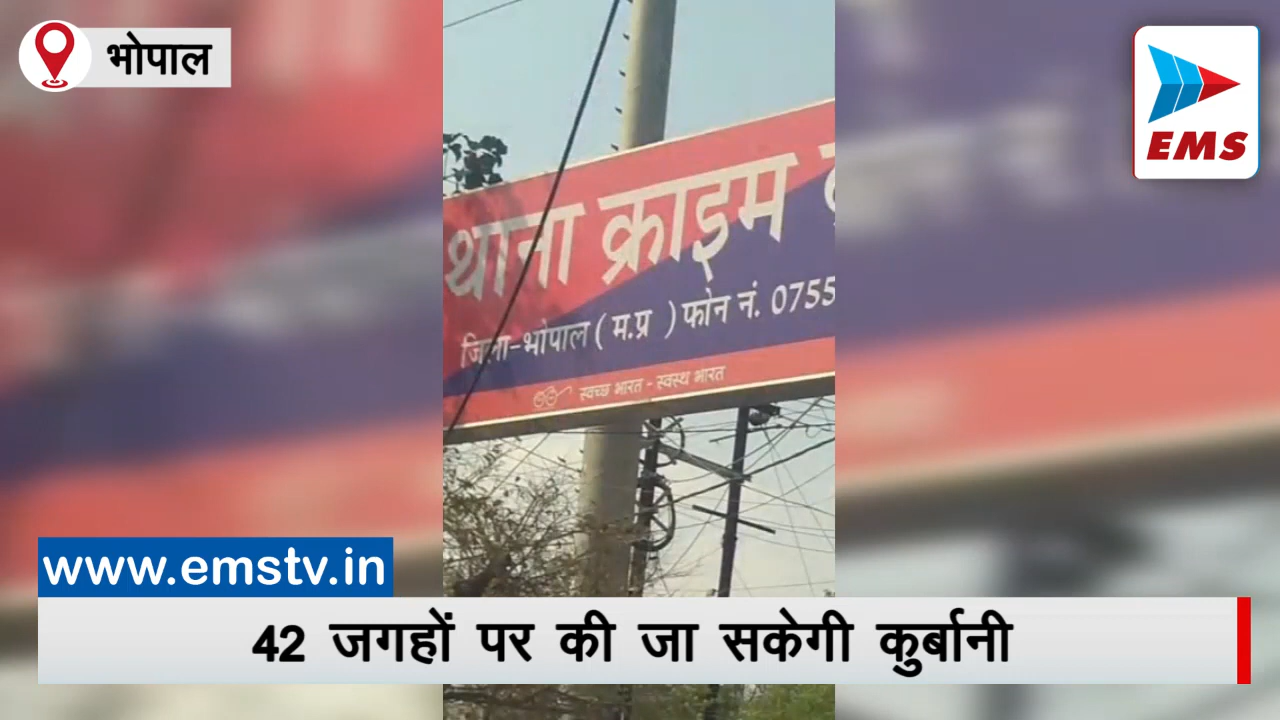 भोपाल
EMS
थाना क्राइम
जिला-भोपाल ( म.प्र ) फोन नं. 0755
स्वच्छ भारत - स्वस्थ भारत
www.emstv.in
42 जगहों पर की जा सकेगी कुर्बानी